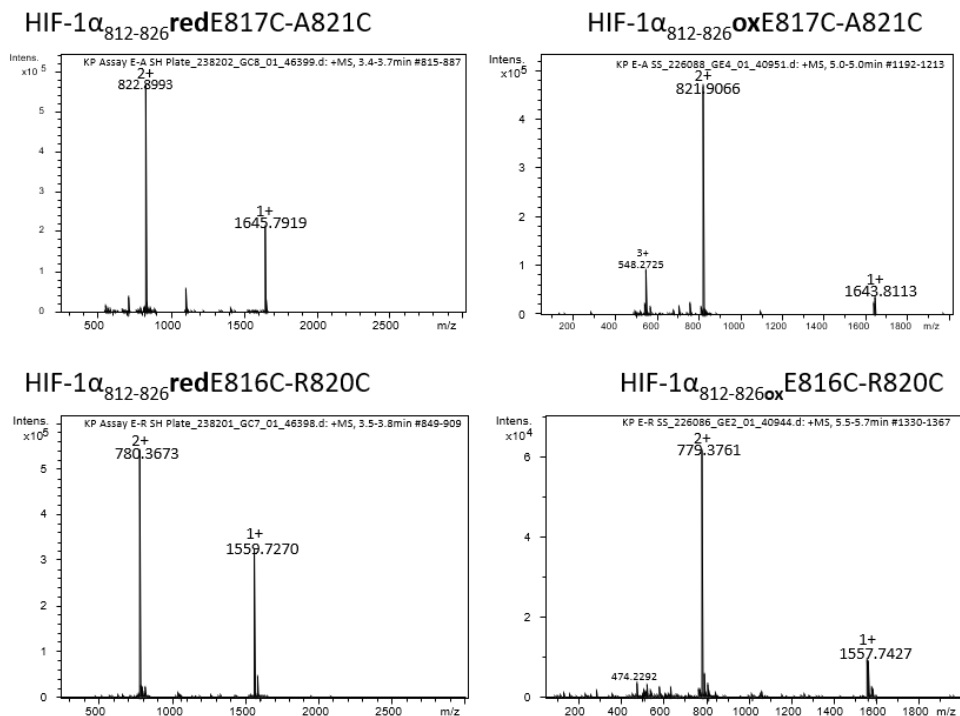 HIF-1α812-826redE817C-A821C
Intens.
x10 5
KP Assay E-A SH Plate_238202_GC8_01_46399.d: +MS, 3.4-3.7min #815-887
2+
822.8993
1+
1645.7919
5
4
3
2
1
0
500 1000 1500 2000 2500 m/z
HIF-1α812-826oxE817C-A821C
Intens.
x10⁵
KP E-A SS_226088_GE4_01_40951.d: +MS, 5.0-5.0min #1192-1213
2+
821.9066
3+
548.2725
1+
1643.8113
4
3
2
1
0
200 400 600 800 1000 1200 1400 1600 1800 m/z
HIF-1α812-826redE816C-R820C
Intens.
x10⁵
KP Assay E-R SH Plate_238201_GC7_01_46398.d: +MS, 3.5-3.8min #849-909
2+
780.3673
1+
1559.7270
5
4
3
2
1
0
500 1000 1500 2000 2500 m/z
HIF-1α812-826oxE816C-R820C
Intens.
x10⁴
KP E-R SS_226086_GE2_01_40944.d: +MS, 5.5-5.7min #1330-1367
2+
779.3761
474.2292
1+
1557.7427
6
4
2
0
200 400 600 800 1000 1200 1400 1600 1800 m/z